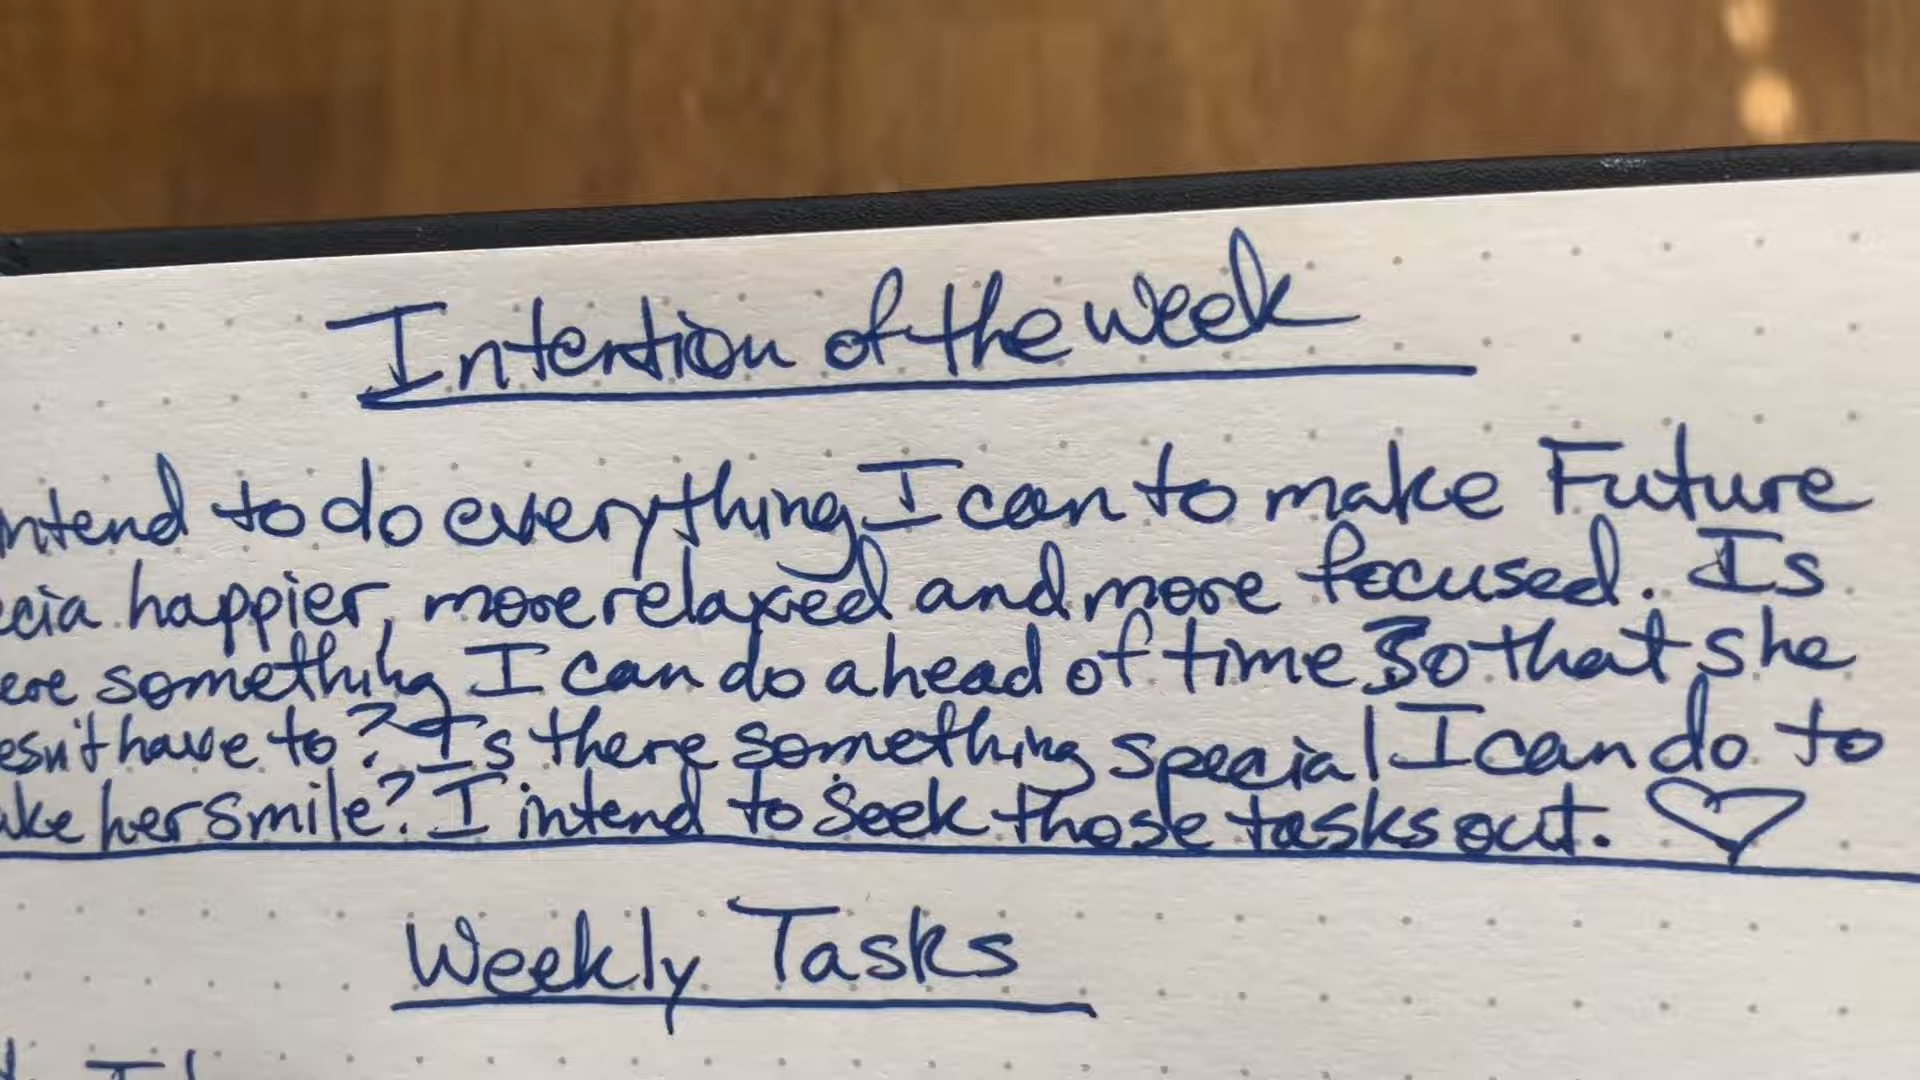 Intention of the week
intend to do everything I can to make Future
happier, more relaxed and more focused. Is
something I can do ahead of time so that she
have to? Is there something special I can do to
her smile? I intend to seek those tasks out. ♡
Weekly Tasks